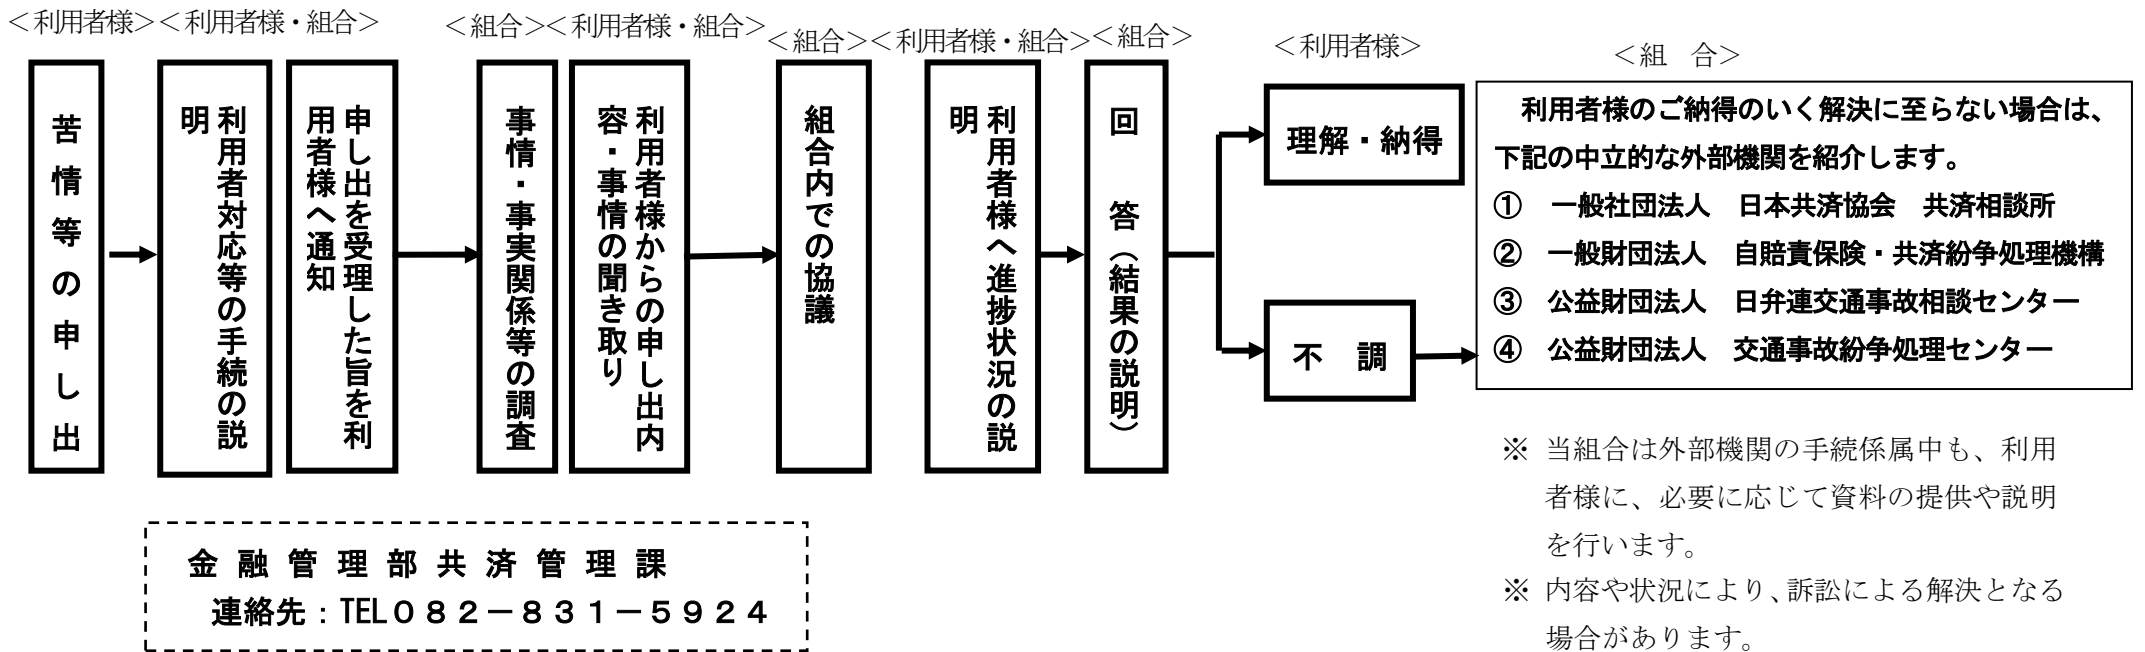 ＜利用者様＞
＜利用者様・組合＞
＜組合＞
＜利用者様・組合＞
＜組合＞
＜利用者様・組合＞
＜組合＞
＜利用者様＞
＜組　合＞
苦情等の申し出
利用者対応等の手続の説
明
申し出を受理した旨を利
用者様へ通知
事情・事実関係等の調査
利用者様からの申し出内
容・事情の聞き取り
組合内での協議
利用者様へ進捗状況の説
明
回　答（結果の説明）
理解・納得
不　調
利用者様のご納得のいく解決に至らない場合は、
下記の中立的な外部機関を紹介します。
①　一般社団法人　日本共済協会　共済相談所
②　一般財団法人　自賠責保険・共済紛争処理機構
③　公益財団法人　日弁連交通事故相談センター
④　公益財団法人　交通事故紛争処理センター
※ 当組合は外部機関の手続係属中も、利用
者様に、必要に応じて資料の提供や説明
を行います。
※ 内容や状況により、訴訟による解決となる
場合があります。
金融管理部共済管理課
連絡先：TEL０８２－８３１－５９２４